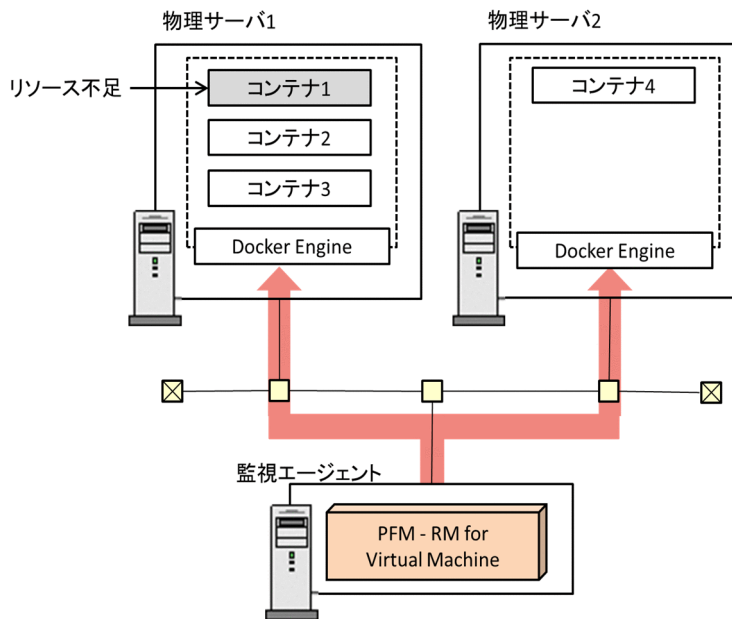 物理サーバ1
物理サーバ2
リソース不足
コンテナ1
コンテナ2
コンテナ3
Docker Engine
コンテナ4
Docker Engine
監視エージェント
PFM - RM for
Virtual Machine